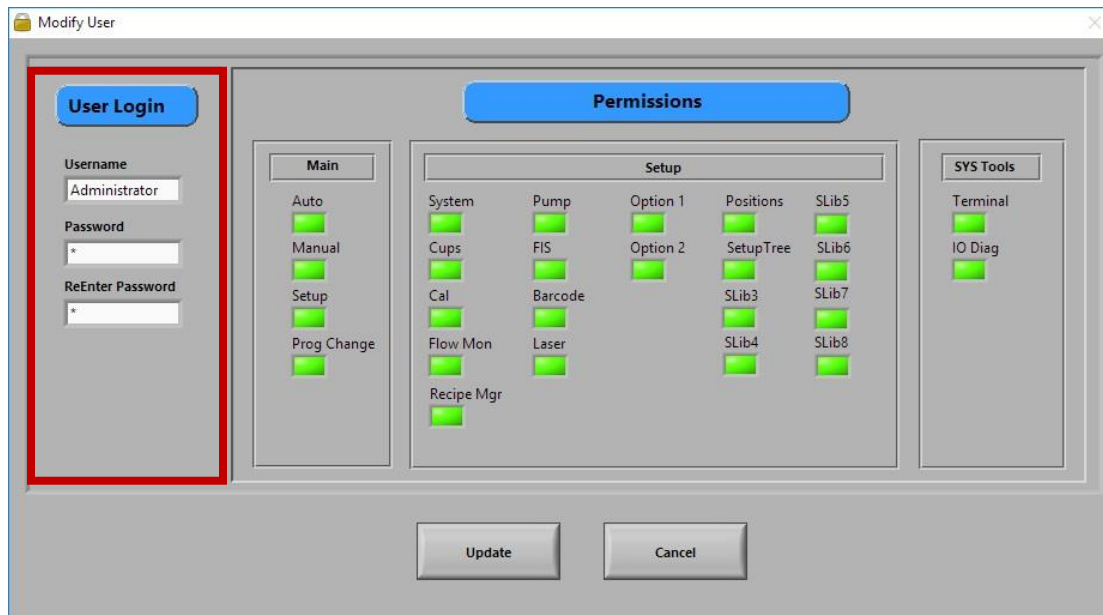 Modify User
User Login
Username
Administrator
Password
*
ReEnter Password
*
Permissions
Main
Auto
Manual
Setup
Prog Change
Setup
System Pump Option 1 Positions SLib5
Cups FIS Option 2 SetupTree SLib6
Cal Barcode SLib3 SLib7
Flow Mon Laser SLib4 SLib8
Recipe Mgr
SYS Tools
Terminal
IO Diag
Update Cancel